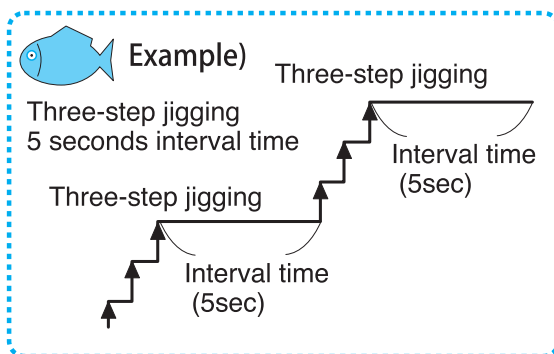 Example)
Three-step jigging
5 seconds interval time
Three-step jigging
Interval time
(5sec)
Three-step jigging
Interval time
(5sec)